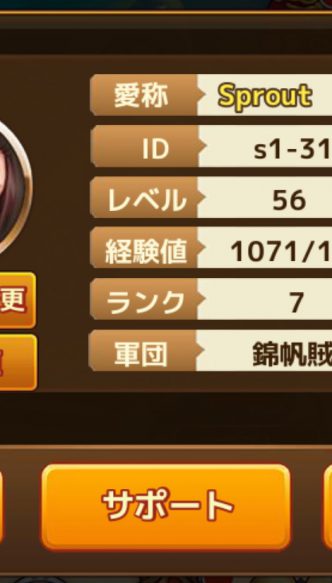 愛称 Sprout
ID s1-31
レベル 56
経験値 1071/1
更
ランク 7
軍団 錦帆賊
サポート